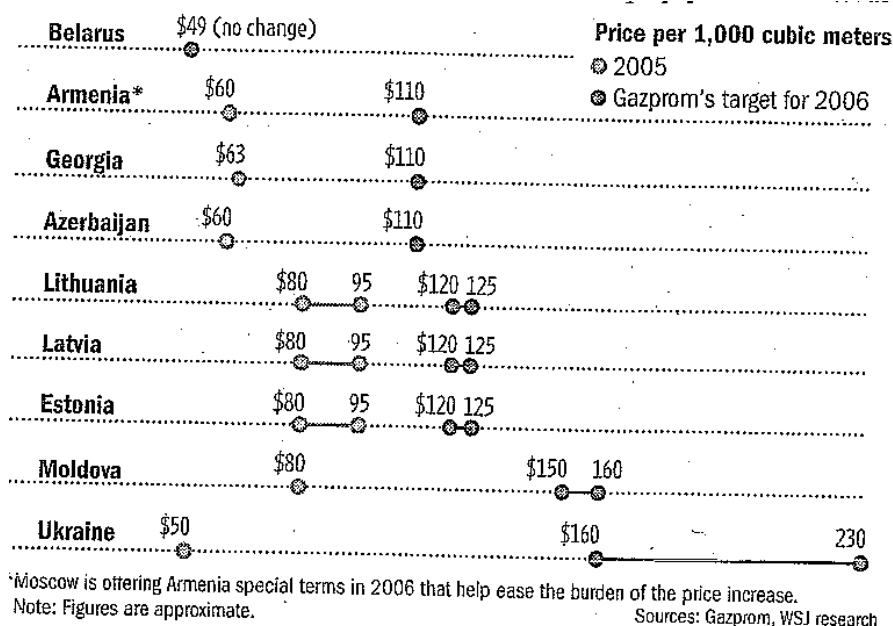 Price per 1,000 cubic meters
2005
Gazprom's target for 2006
Belarus $49 (no change)
Armenia* $60 $110
Georgia $63 $110
Azerbaijan $60 $110
Lithuania $80 95 $120 125
Latvia $80 95 $120 125
Estonia $80 95 $120 125
Moldova $80 $150 160
Ukraine $50 $160 230
*Moscow is offering Armenia special terms in 2006 that help ease the burden of the price increase.
Note: Figures are approximate.
Sources: Gazprom, WSJ research